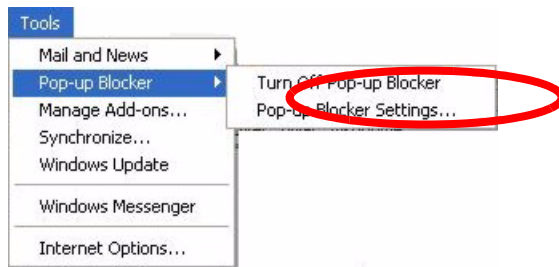 Tools
Mail and News
Pop-up Blocker
Turn Off Pop-up Blocker
Manage Add-ons...
Pop-up Blocker Settings...
Synchronize...
Windows Update
Windows Messenger
Internet Options...